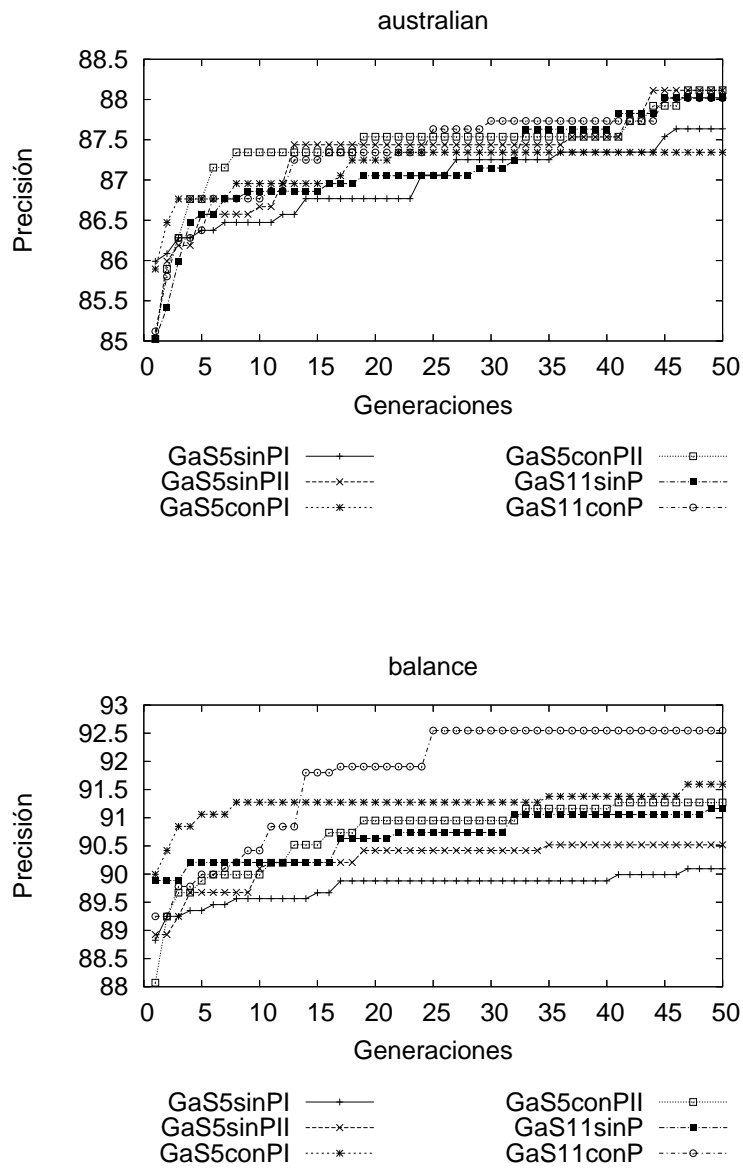 australian
88.5
88
87.5
87
86.5
86
85.5
85
Precisión
0 5 10 15 20 25 30 35 40 45 50
Generaciones
GaS5sinPI GaS5conPII
GaS5sinPII GaS11sinP
GaS5conPI GaS11conP
balance
93
92.5
92
91.5
91
90.5
90
89.5
89
88.5
88
Precisión
0 5 10 15 20 25 30 35 40 45 50
Generaciones
GaS5sinPI GaS5conPII
GaS5sinPII GaS11sinP
GaS5conPI GaS11conP